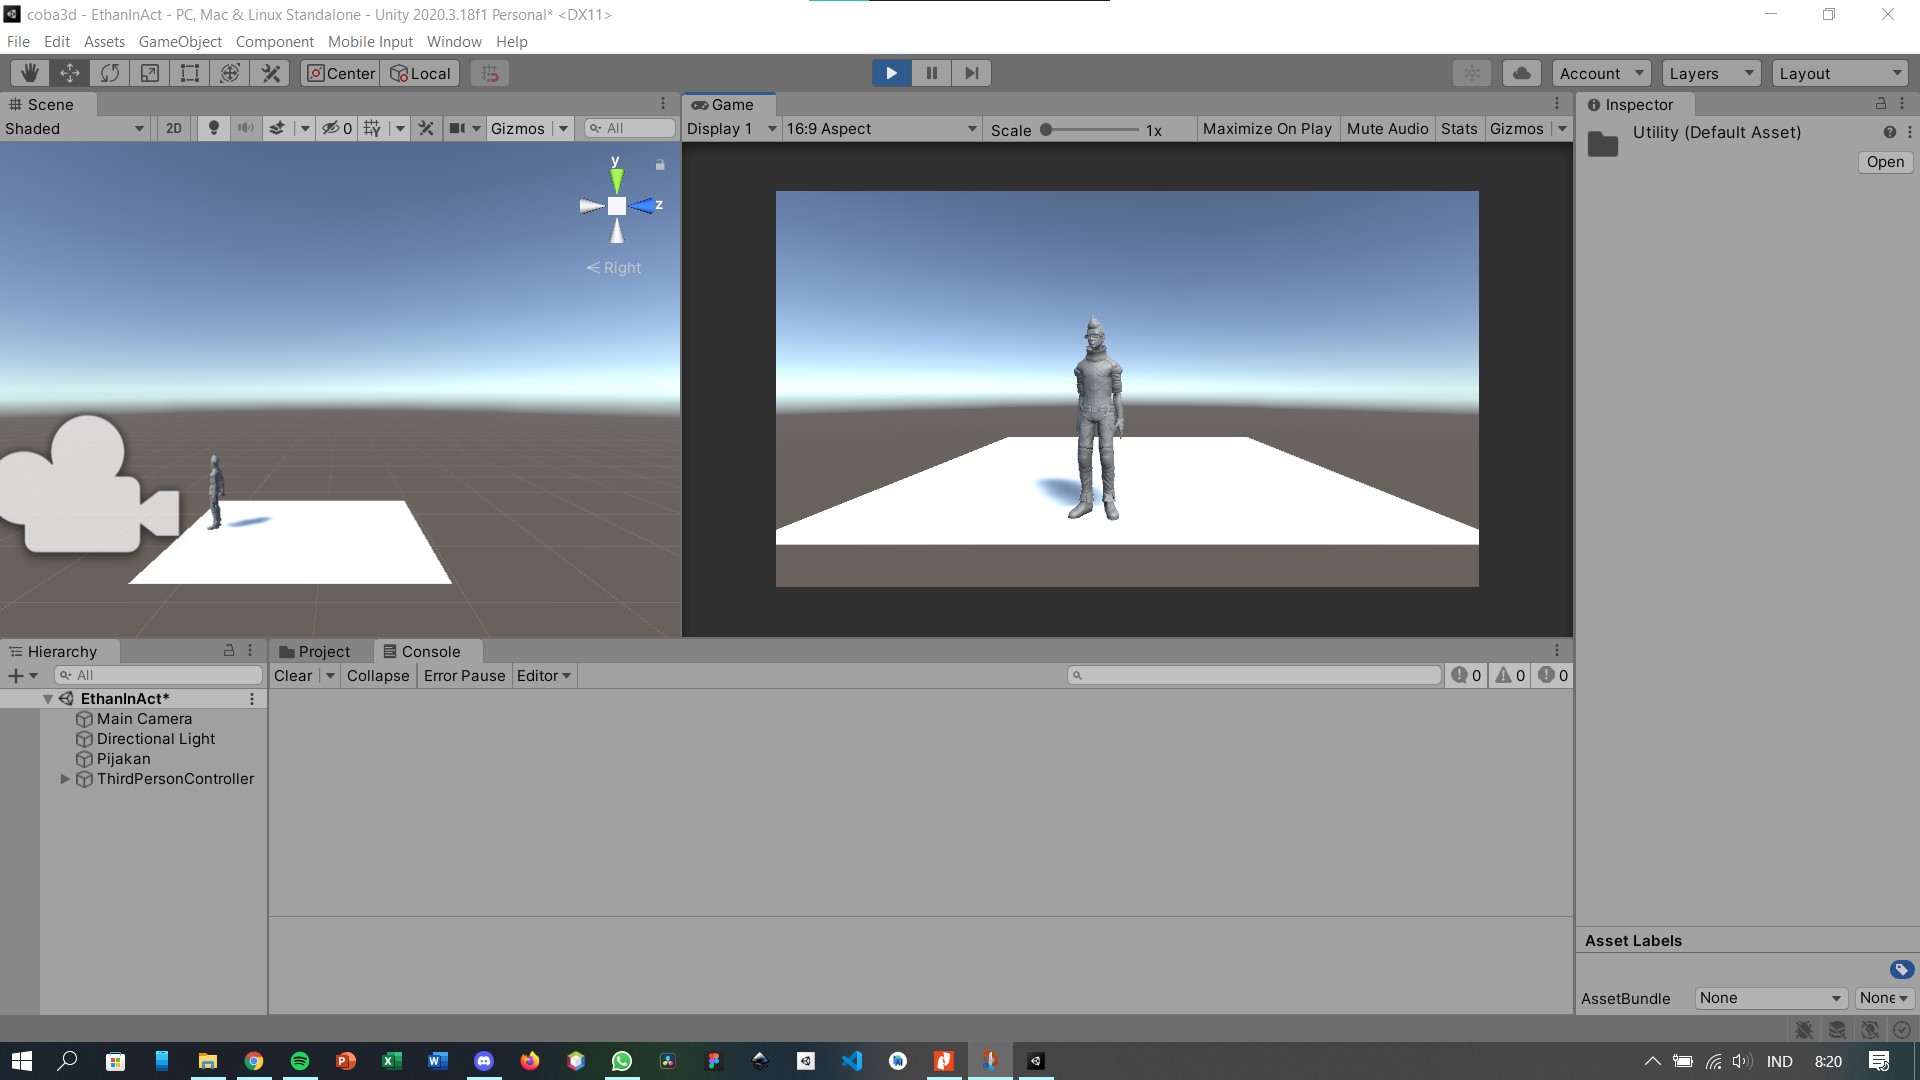 coba3d - EthanInAct - PC, Mac & Linux Standalone - Unity 2020.3.18f1 Personal* <DX11>
File Edit Assets GameObject Component Mobile Input Window Help
Center Local Account Layers Layout
Scene
Shaded 2D 0 Gizmos All
y
z
Right
Game
Display 1 16:9 Aspect Scale 1x Maximize On Play Mute Audio Stats Gizmos
Inspector
Utility (Default Asset)
Open
Hierarchy
All
EthanInAct*
Main Camera
Directional Light
Pijakan
ThirdPersonController
Project Console
Clear Collapse Error Pause Editor 0 0 0
Asset Labels
AssetBundle None None
IND 8:20